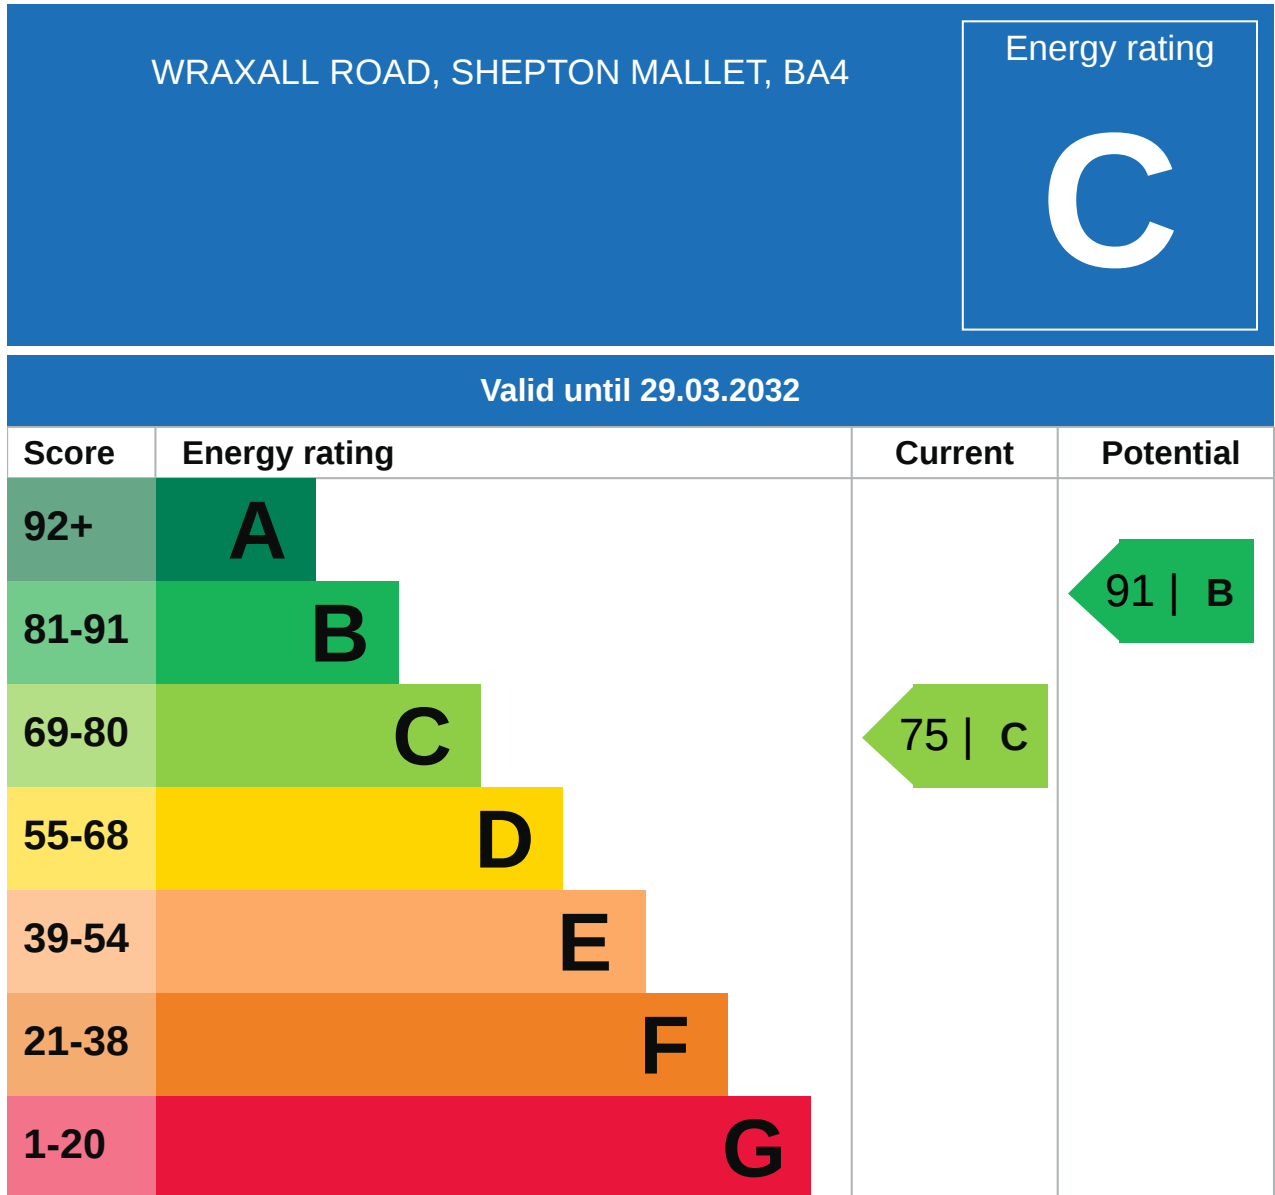 WRAXALL ROAD, SHEPTON MALLET, BA4
Energy rating
C
Valid until 29.03.2032
Score Energy rating Current Potential
92+ A
91 | B
81-91 B
69-80 C
75 | C
55-68 D
39-54 E
21-38 F
1-20 G